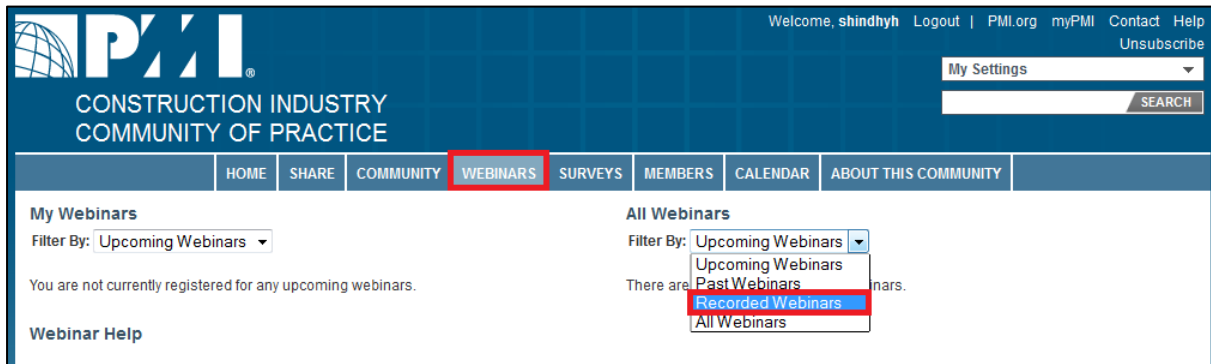 Welcome, shindhyh Logout | PMI.org myPMI Contact Help
Unsubscribe
PMI®
My Settings
SEARCH
CONSTRUCTION INDUSTRY
COMMUNITY OF PRACTICE
HOME SHARE COMMUNITY WEBINARS SURVEYS MEMBERS CALENDAR ABOUT THIS COMMUNITY
My Webinars
Filter By: Upcoming Webinars
You are not currently registered for any upcoming webinars.
Webinar Help
All Webinars
Filter By: Upcoming Webinars
Upcoming Webinars
There are Past Webinars inars.
Recorded Webinars
All Webinars